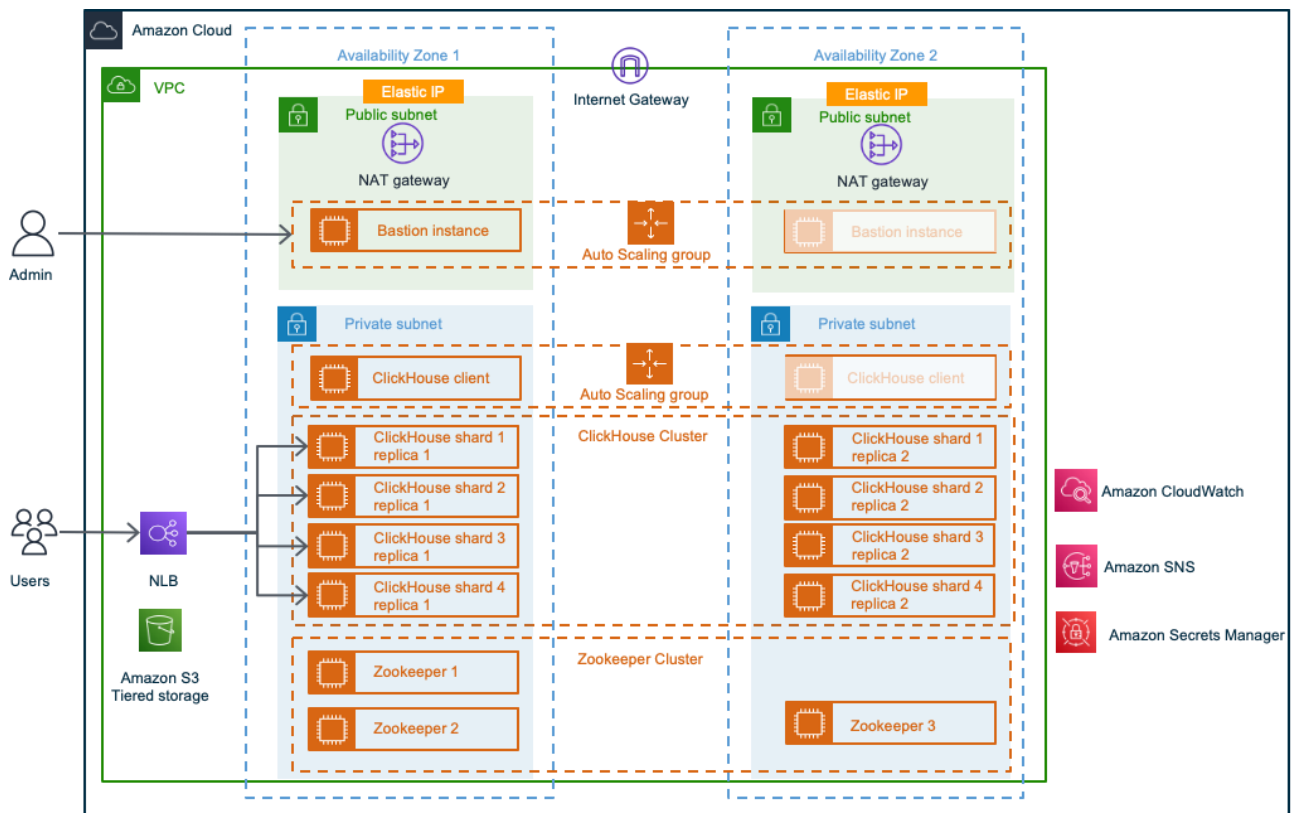 Amazon Cloud
Availability Zone 1
Availability Zone 2
VPC
Elastic IP
Internet Gateway
Elastic IP
Public subnet
Public subnet
NAT gateway
NAT gateway
Bastion instance
Bastion instance
Auto Scaling group
Admin
Private subnet
Private subnet
ClickHouse client
ClickHouse client
Auto Scaling group
ClickHouse Cluster
ClickHouse shard 1
replica 1
ClickHouse shard 1
replica 2
ClickHouse shard 2
replica 1
ClickHouse shard 2
replica 2
ClickHouse shard 3
replica 1
ClickHouse shard 3
replica 2
ClickHouse shard 4
replica 1
ClickHouse shard 4
replica 2
Amazon CloudWatch
Amazon SNS
Amazon Secrets Manager
Users
NLB
Amazon S3
Tiered storage
Zookeeper Cluster
Zookeeper 1
Zookeeper 2
Zookeeper 3